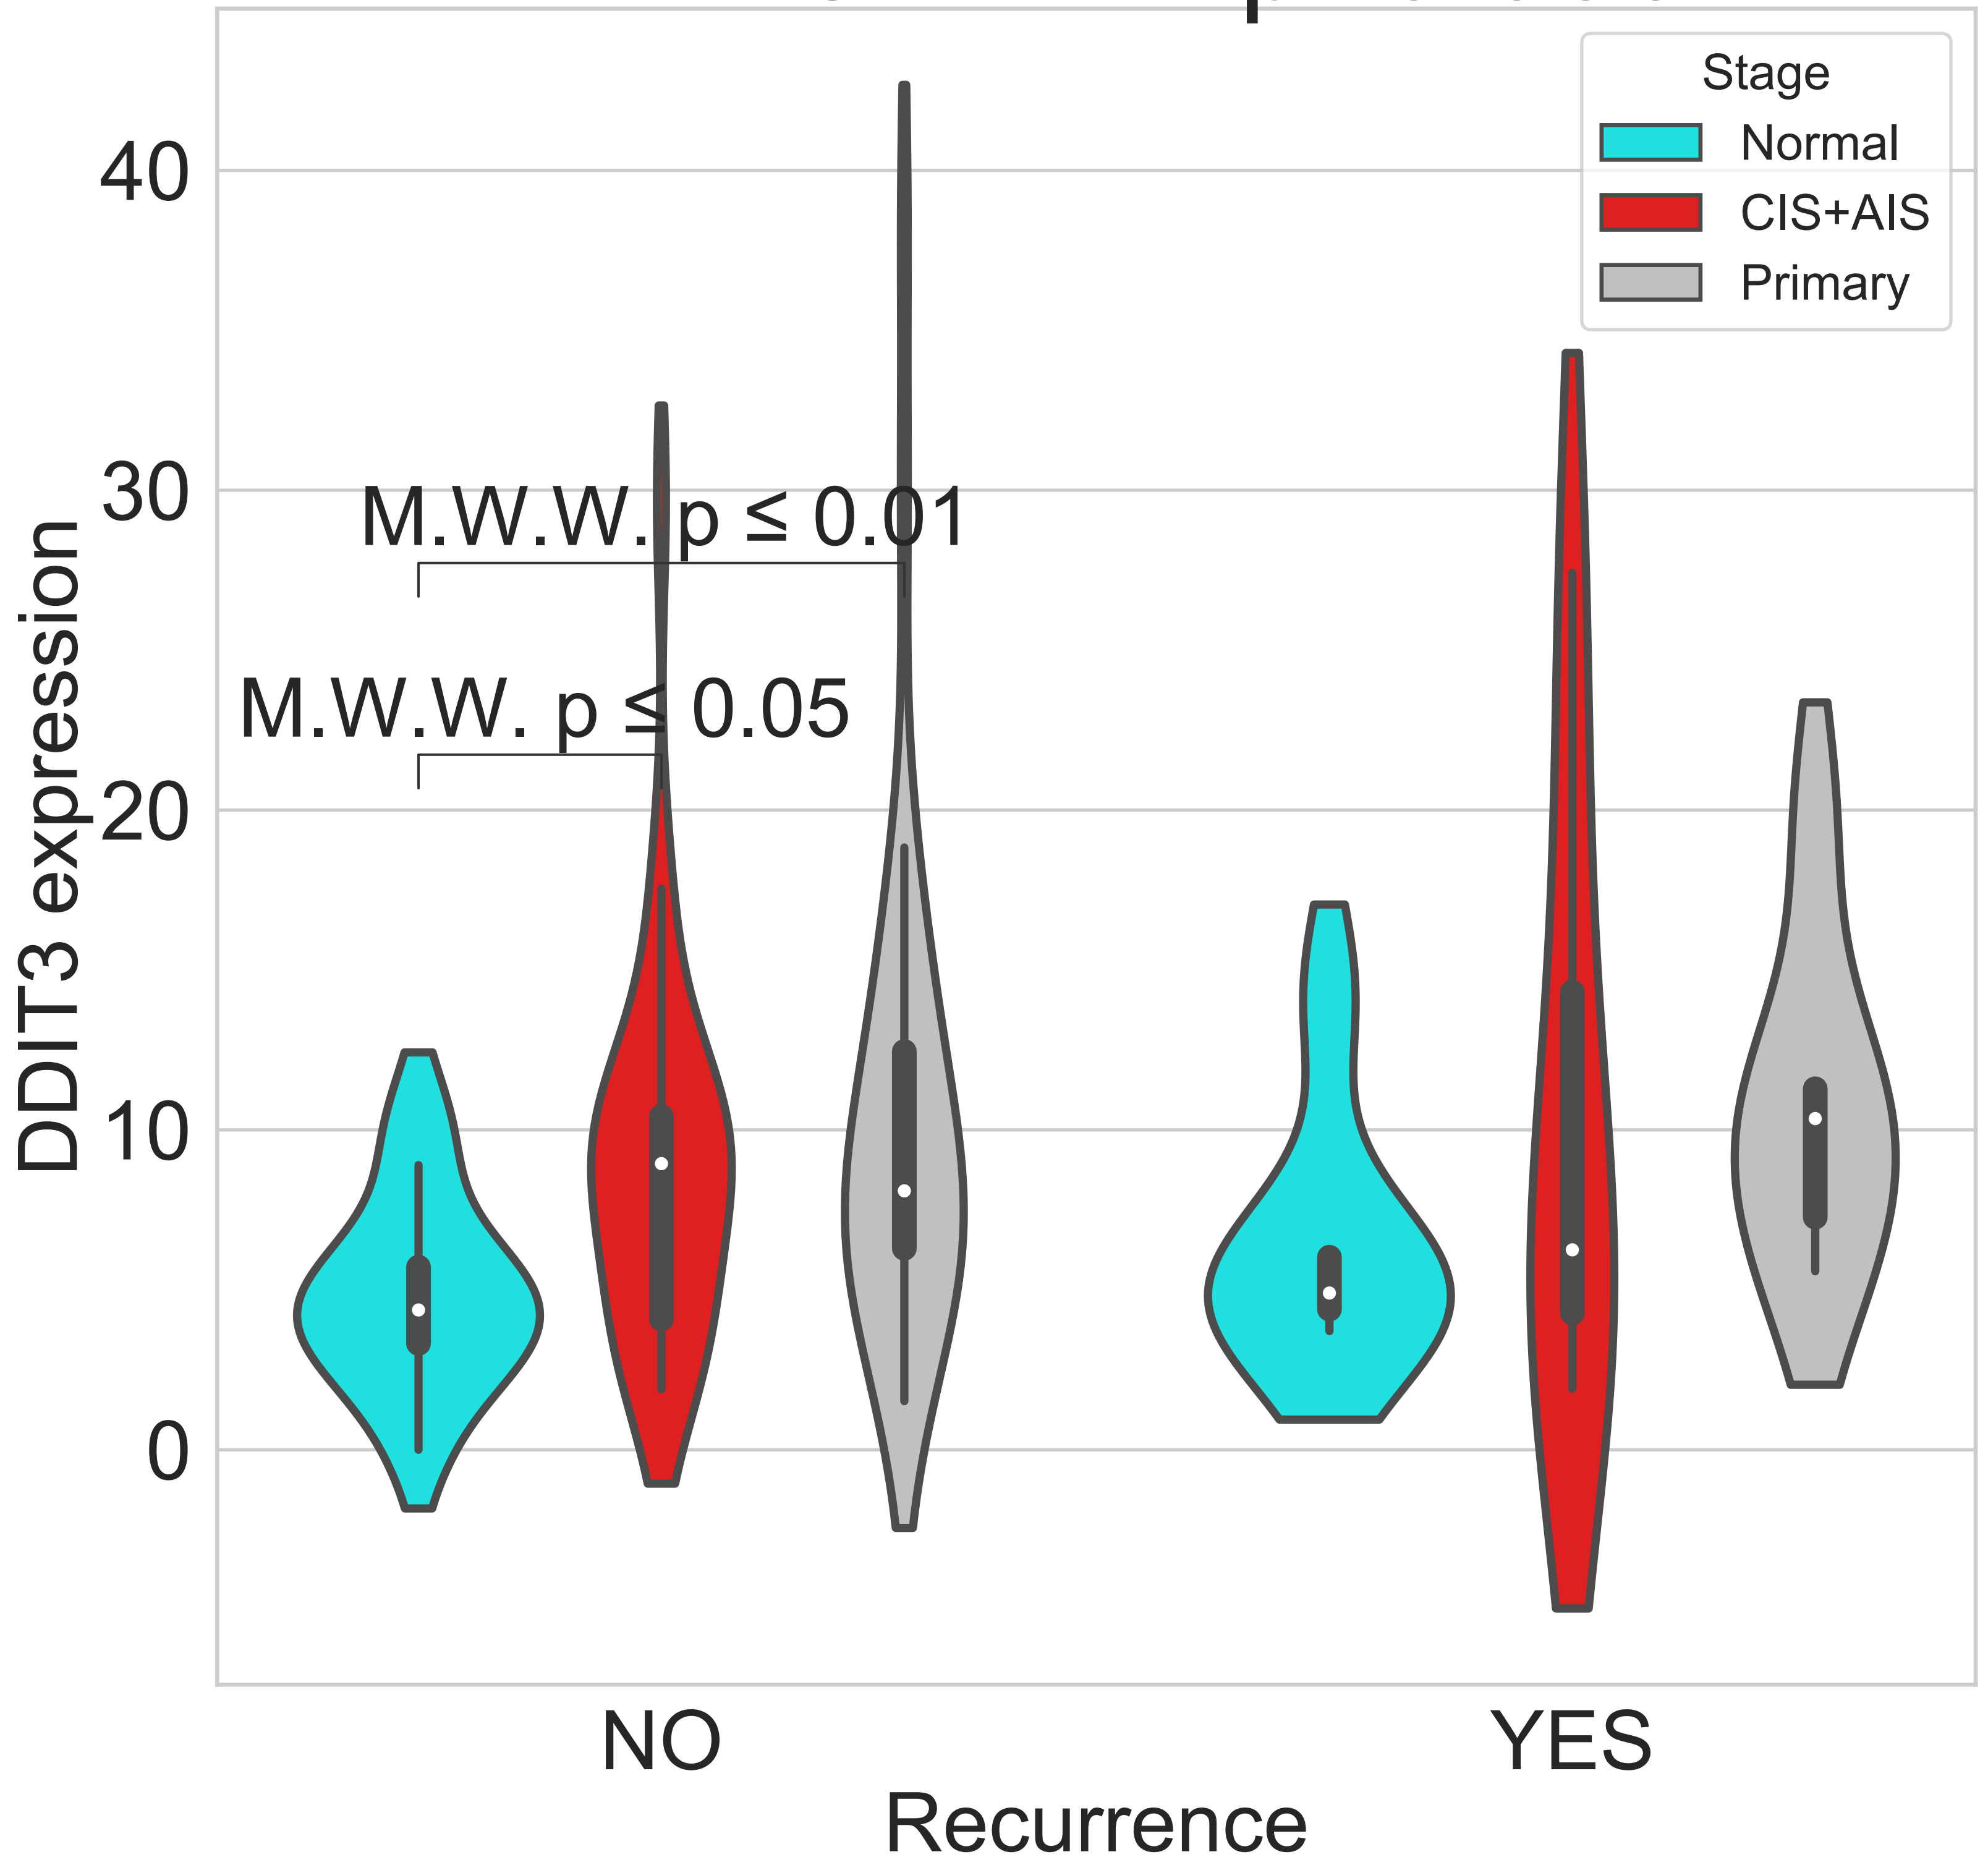 Stage
Normal
CIS+AIS
Primary
40
30
20
10
0
DDIT3 expression
M.W.W. p ≤ 0.01
M.W.W. p ≤ 0.05
NO
YES
Recurrence